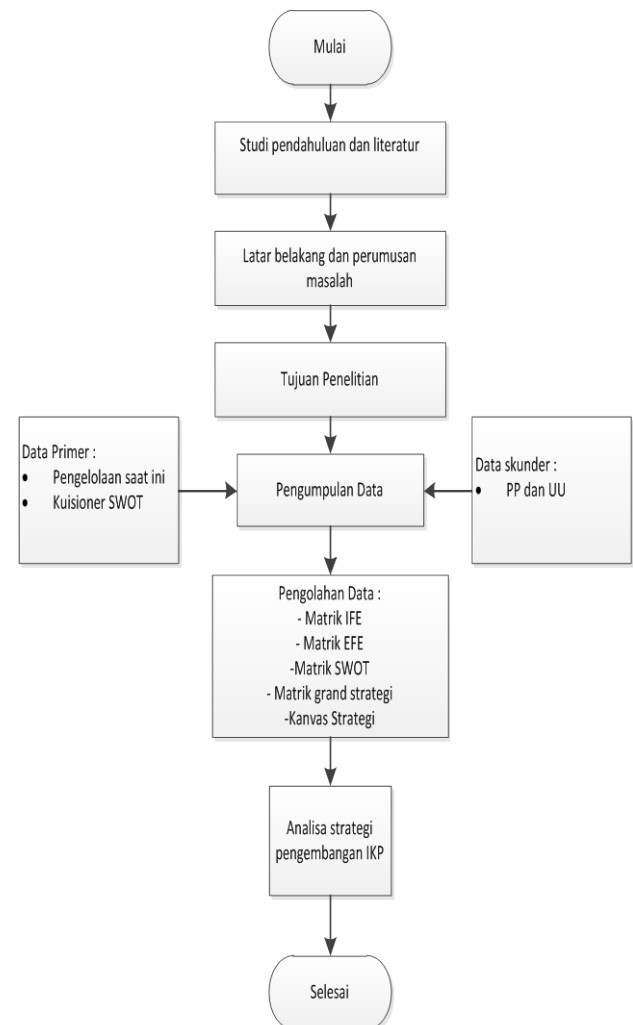 Mulai
Studi pendahuluan dan literatur
Latar belakang dan perumusan
masalah
Tujuan Penelitian
Data Primer :
• Pengelolaan saat ini
• Kuisioner SWOT
Pengumpulan Data
Data skunder :
• PP dan UU
Pengolahan Data :
- Matrik IFE
- Matrik EFE
-Matrik SWOT
- Matrik grand strategi
-Kanvas Strategi
Analisa strategi
pengembangan IKP
Selesai